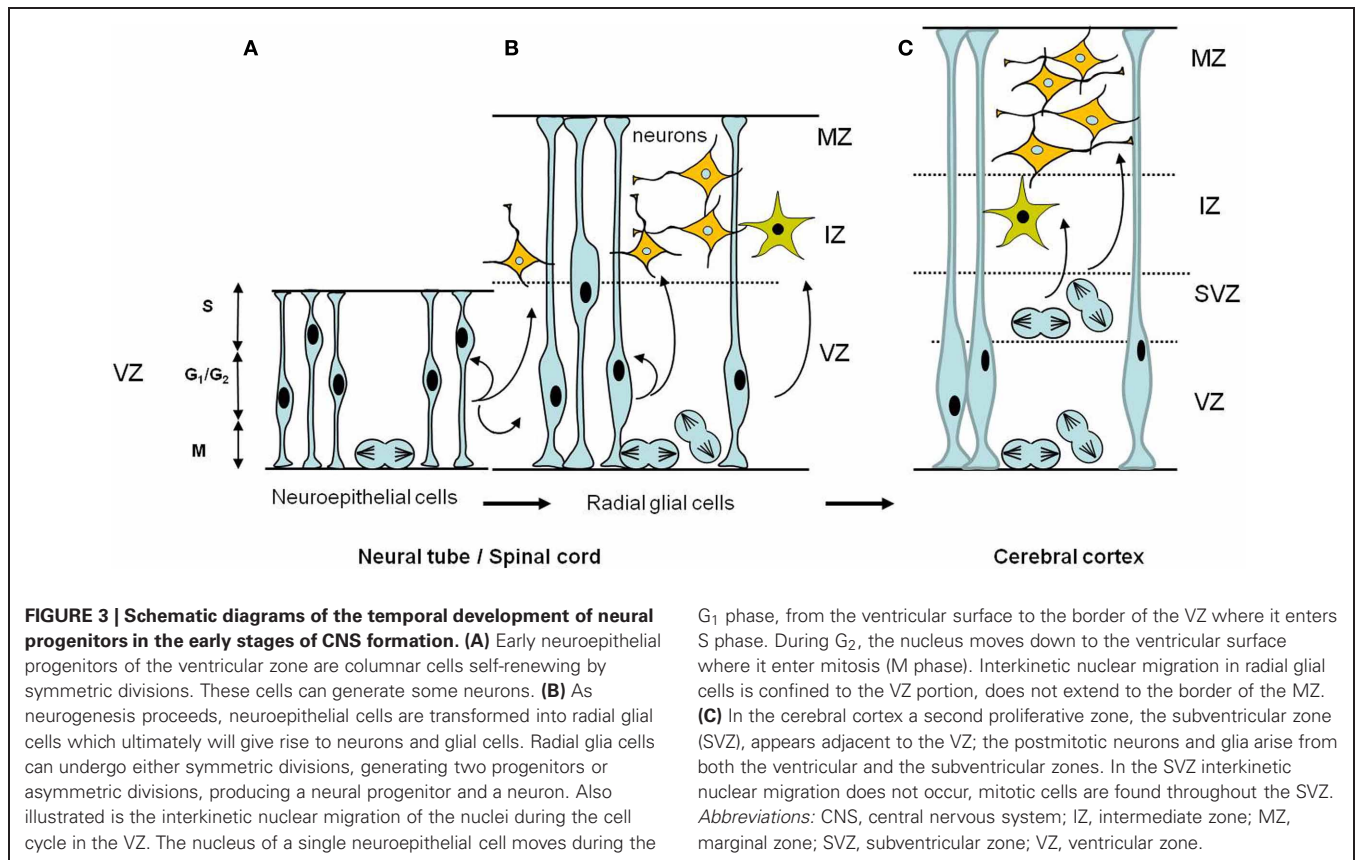 A
B
C
MZ
neurons
MZ
IZ
IZ
S
SVZ
VZ
G1/G2
VZ
VZ
M
Neuroepithelial cells
Radial glial cells
Neural tube / Spinal cord
Cerebral cortex
FIGURE 3 | Schematic diagrams of the temporal development of neural
progenitors in the early stages of CNS formation. (A) Early neuroepithelial
progenitors of the ventricular zone are columnar cells self-renewing by
symmetric divisions. These cells can generate some neurons. (B) As
neurogenesis proceeds, neuroepithelial cells are transformed into radial glial
cells which ultimately will give rise to neurons and glial cells. Radial glia cells
can undergo either symmetric divisions, generating two progenitors or
asymmetric divisions, producing a neural progenitor and a neuron. Also
illustrated is the interkinetic nuclear migration of the nuclei during the cell
cycle in the VZ. The nucleus of a single neuroepithelial cell moves during the
G1 phase, from the ventricular surface to the border of the VZ where it enters
S phase. During G2, the nucleus moves down to the ventricular surface
where it enter mitosis (M phase). Interkinetic nuclear migration in radial glial
cells is confined to the VZ portion, does not extend to the border of the MZ.
(C) In the cerebral cortex a second proliferative zone, the subventricular zone
(SVZ), appears adjacent to the VZ; the postmitotic neurons and glia arise from
both the ventricular and the subventricular zones. In the SVZ interkinetic
nuclear migration does not occur, mitotic cells are found throughout the SVZ.
Abbreviations: CNS, central nervous system; IZ, intermediate zone; MZ,
marginal zone; SVZ, subventricular zone; VZ, ventricular zone.